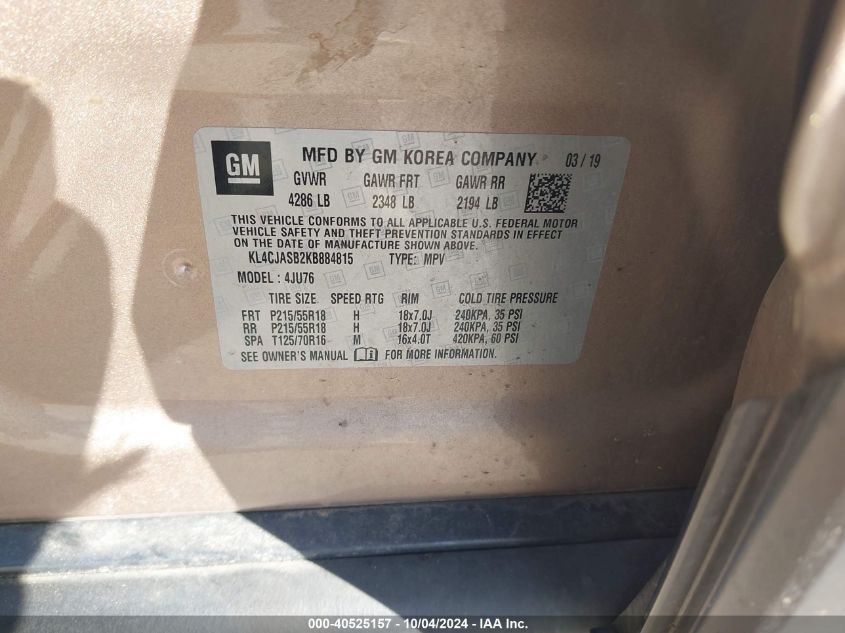 GM MFD BY GM KOREA COMPANY 03 / 19
GVWR GAWR FRT GAWR RR
4286 LB 2348 LB 2194 LB
THIS VEHICLE CONFORMS TO ALL APPLICABLE U.S. FEDERAL MOTOR
VEHICLE SAFETY AND THEFT PREVENTION STANDARDS IN EFFECT
ON THE DATE OF MANUFACTURE SHOWN ABOVE.
KL4CJASB2KB884815 TYPE: MPV
MODEL : 4JU76
TIRE SIZE SPEED RTG RIM COLD TIRE PRESSURE
FRT P215/55R18 H 18x7.0J 240KPA, 35 PSI
RR P215/55R18 H 18x7.0J 240KPA, 35 PSI
SPA T125/70R16 M 16x4.0T 420KPA, 60 PSI
SEE OWNER'S MANUAL FOR MORE INFORMATION.
000-40525157 - 10/04/2024 - IAA Inc.